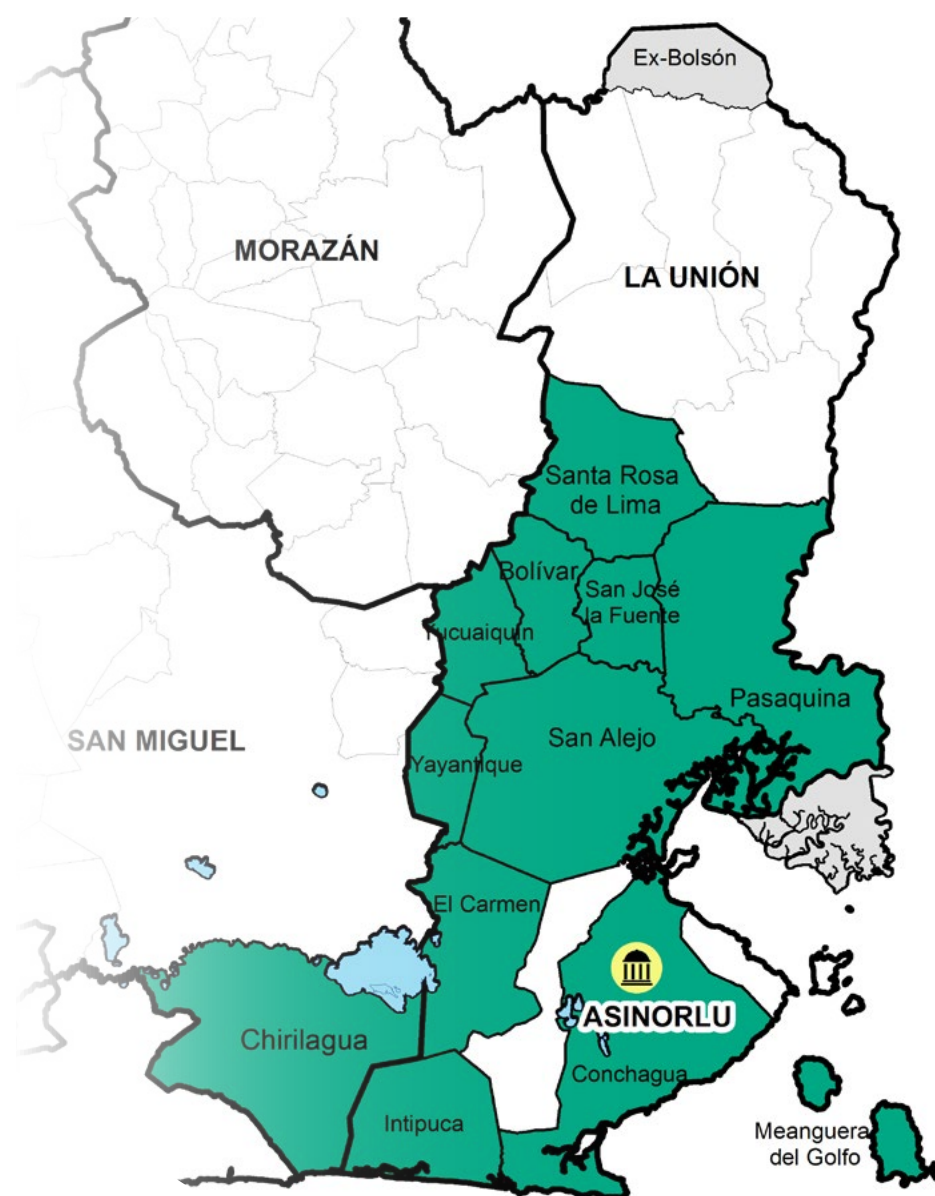 Ex-Bolsón
MORAZÁN
LA UNIÓN
Santa Rosa
de Lima
Bolívar
San José
la Fuente
Yucuaiquin
Pasaquina
SAN MIGUEL
San Alejo
Yayantique
El Carmen
ASINORLU
Chirilagua
Conchagua
Intipuca
Meanguera
del Golfo